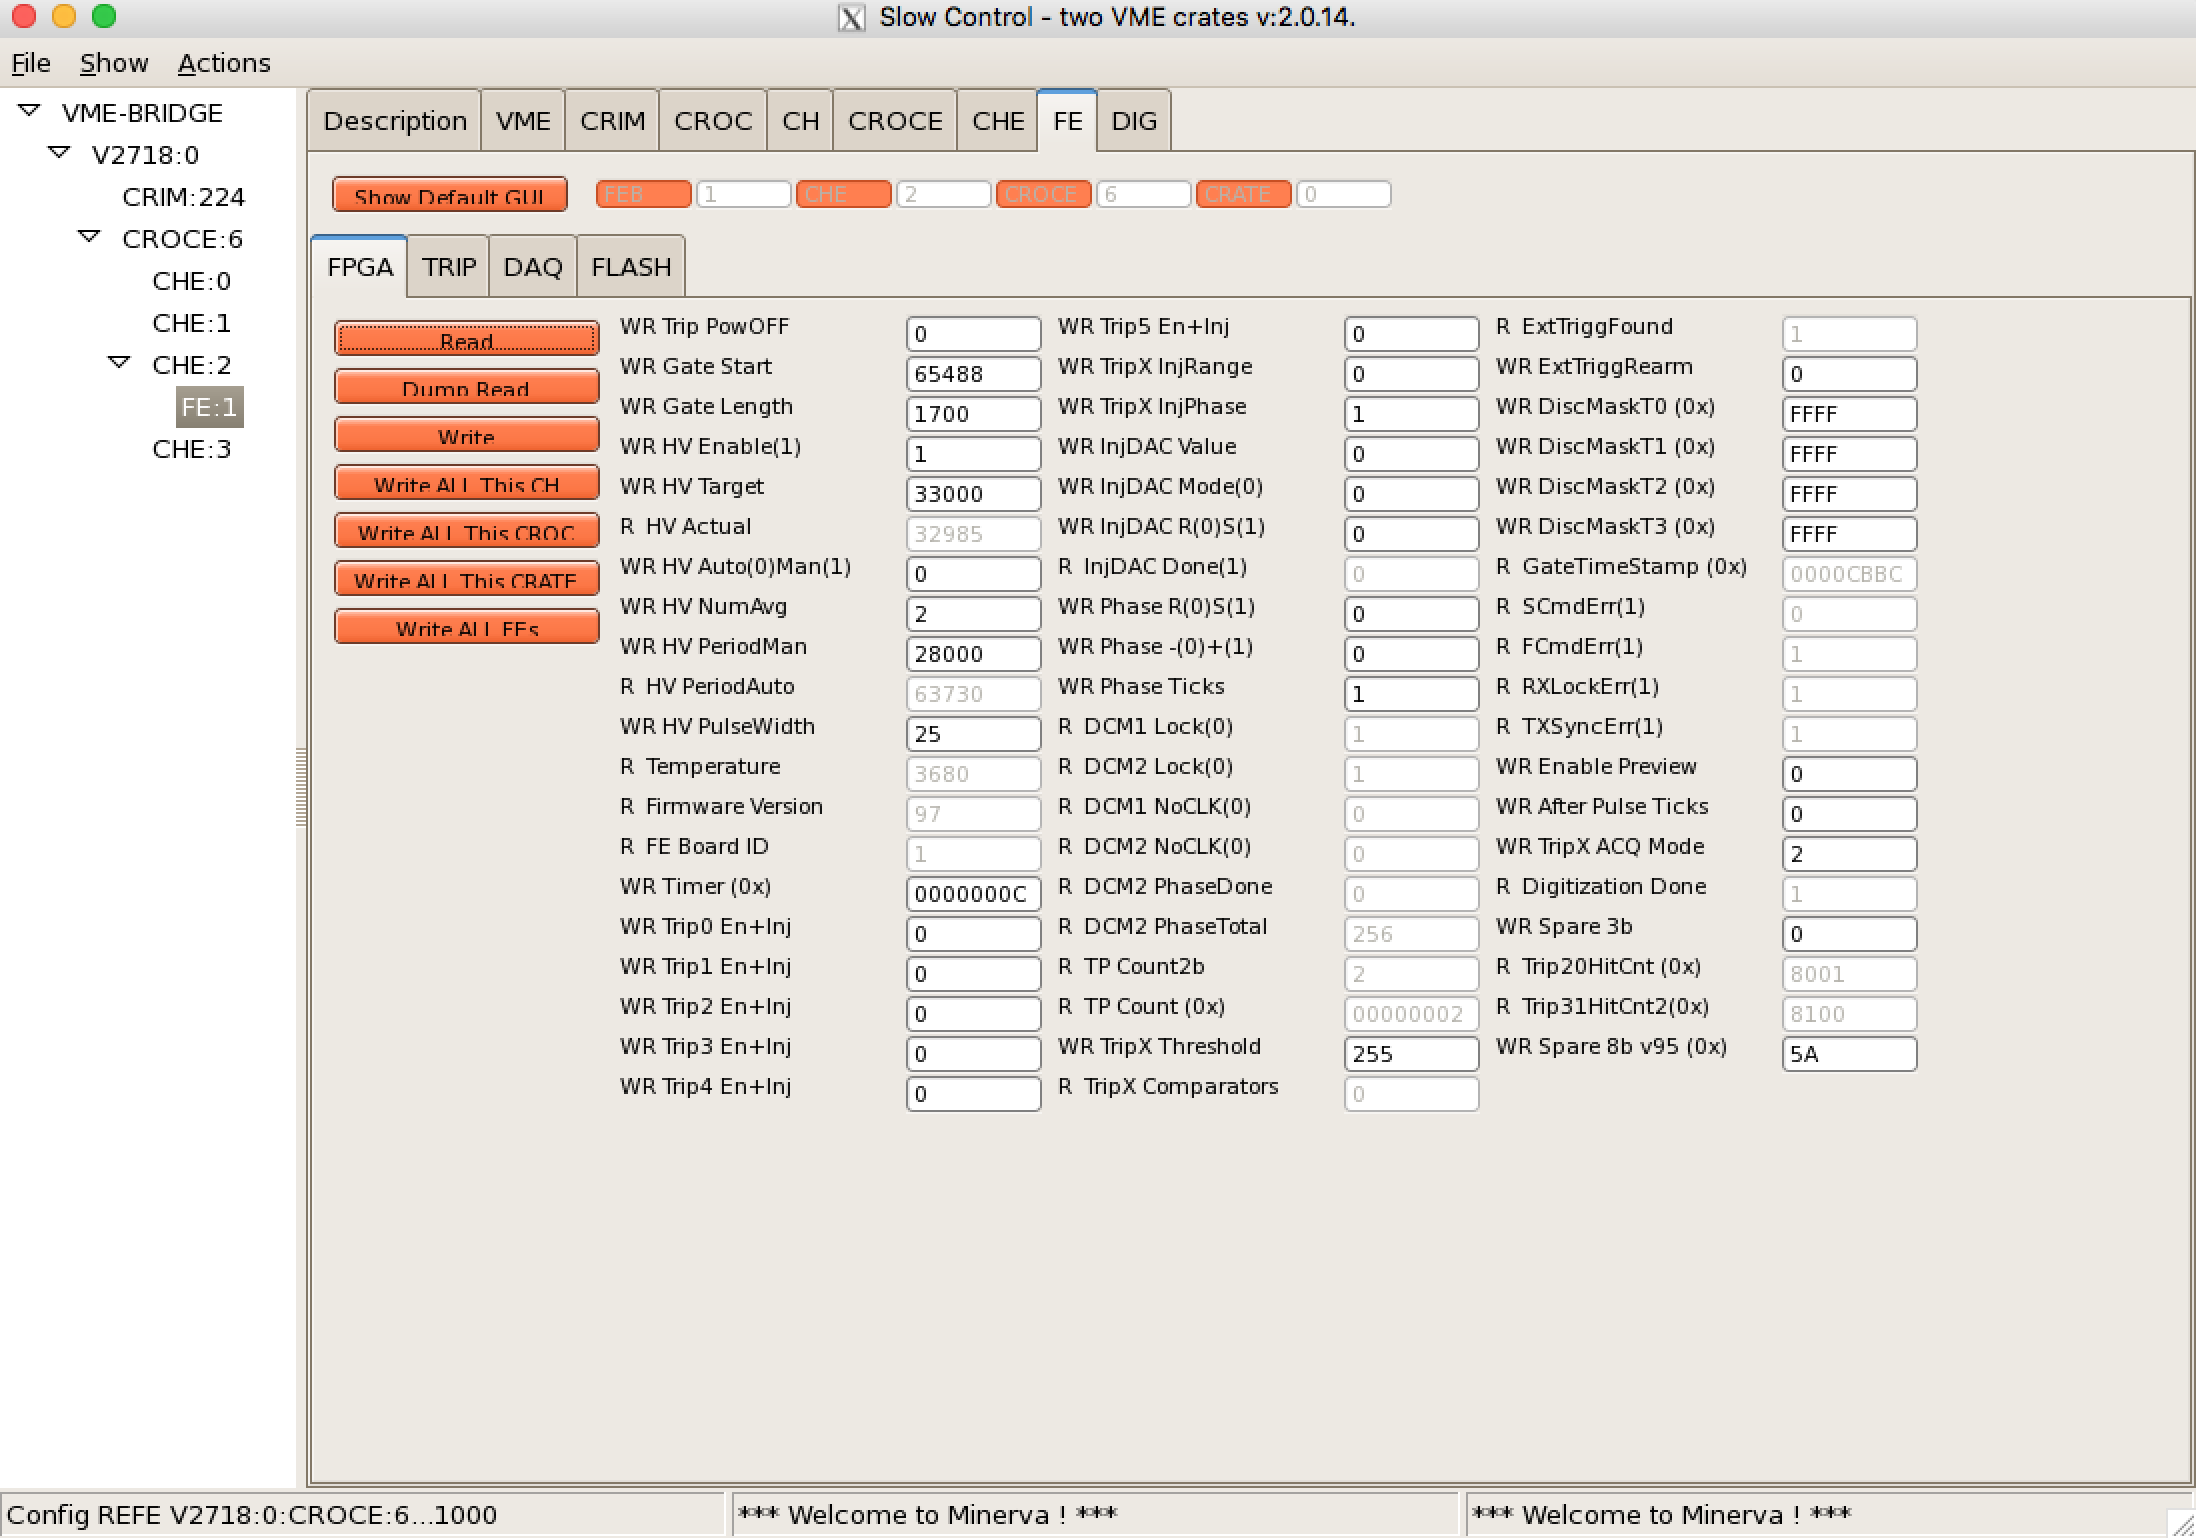 Slow Control - two VME crates v:2.0.14.
File Show Actions
VME-BRIDGE
V2718:0
CRIM:224
CROCE:6
CHE:0
CHE:1
CHE:2
FE:1
CHE:3
Description VME CRIM CROC CH CROCE CHE FE DIG
Show Default GUI FEB 1 CHE 2 CROCE 6 CRATE 0
FPGA TRIP DAQ FLASH
Read
Dump Read
Write
Write ALL This CH
Write ALL This CROC
Write ALL This CRATE
Write ALL FEs
WR Trip PowOFF 0
WR Gate Start 65488
WR Gate Length 1700
WR HV Enable(1) 1
WR HV Target 33000
R HV Actual 32985
WR HV Auto(0)Man(1) 0
WR HV NumAvg 2
WR HV PeriodMan 28000
R HV PeriodAuto 63730
WR HV PulseWidth 25
R Temperature 3680
R Firmware Version 97
R FE Board ID 1
WR Timer (0x) 0000000C
WR Trip0 En+Inj 0
WR Trip1 En+Inj 0
WR Trip2 En+Inj 0
WR Trip3 En+Inj 0
WR Trip4 En+Inj 0
WR Trip5 En+Inj 0
WR TripX InjRange 0
WR TripX InjPhase 1
WR InjDAC Value 0
WR InjDAC Mode(0) 0
WR InjDAC R(0)S(1) 0
R InjDAC Done(1) 0
WR Phase R(0)S(1) 0
WR Phase -(0)+(1) 0
WR Phase Ticks 1
R DCM1 Lock(0) 1
R DCM2 Lock(0) 1
R DCM1 NoCLK(0) 0
R DCM2 NoCLK(0) 0
R DCM2 PhaseDone 0
R DCM2 PhaseTotal 256
R TP Count2b 2
R TP Count (0x) 00000002
WR TripX Threshold 255
R TripX Comparators 0
R ExtTriggFound 1
WR ExtTriggRearm 0
WR DiscMaskT0 (0x) FFFF
WR DiscMaskT1 (0x) FFFF
WR DiscMaskT2 (0x) FFFF
WR DiscMaskT3 (0x) FFFF
R GateTimeStamp (0x) 0000CBBC
R SCmdErr(1) 0
R FCmdErr(1) 1
R RXLockErr(1) 1
R TXSyncErr(1) 1
WR Enable Preview 0
WR After Pulse Ticks 0
WR TripX ACQ Mode 2
R Digitization Done 1
WR Spare 3b 0
R Trip20HitCnt (0x) 8001
R Trip31HitCnt2(0x) 8100
WR Spare 8b v95 (0x) 5A
Config REFE V2718:0:CROCE:6...1000
*** Welcome to Minerva ! ***
*** Welcome to Minerva ! ***